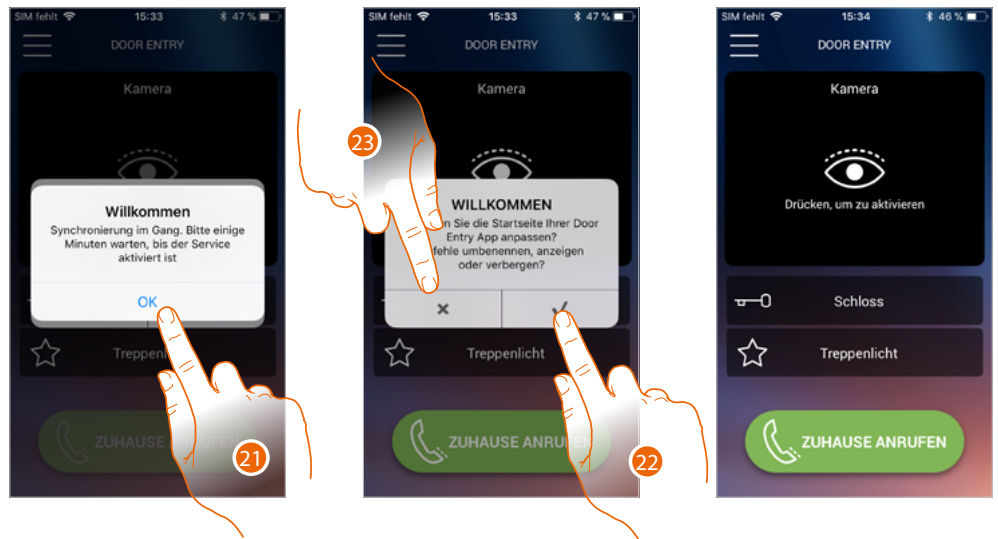 SIM fehlt 15:33 47 %
DOOR ENTRY
Kamera
Willkommen
Synchronierung im Gang. Bitte einige
Minuten warten, bis der Service
aktiviert ist
OK
Treppen
ZUHAUSE
21
SIM fehlt 15:33 47 %
DOOR ENTRY
Kamera
23
WILLKOMMEN
Sie die Startseite Ihrer Door
Entry App anpassen?
fehle umbenennen, anzeigen
oder verbergen?
Treppenlicht
ZUHAUSE ANRUFEN
22
SIM fehlt 15:34 46 %
DOOR ENTRY
Kamera
Drücken, um zu aktivieren
Schloss
Treppenlicht
ZUHAUSE ANRUFEN